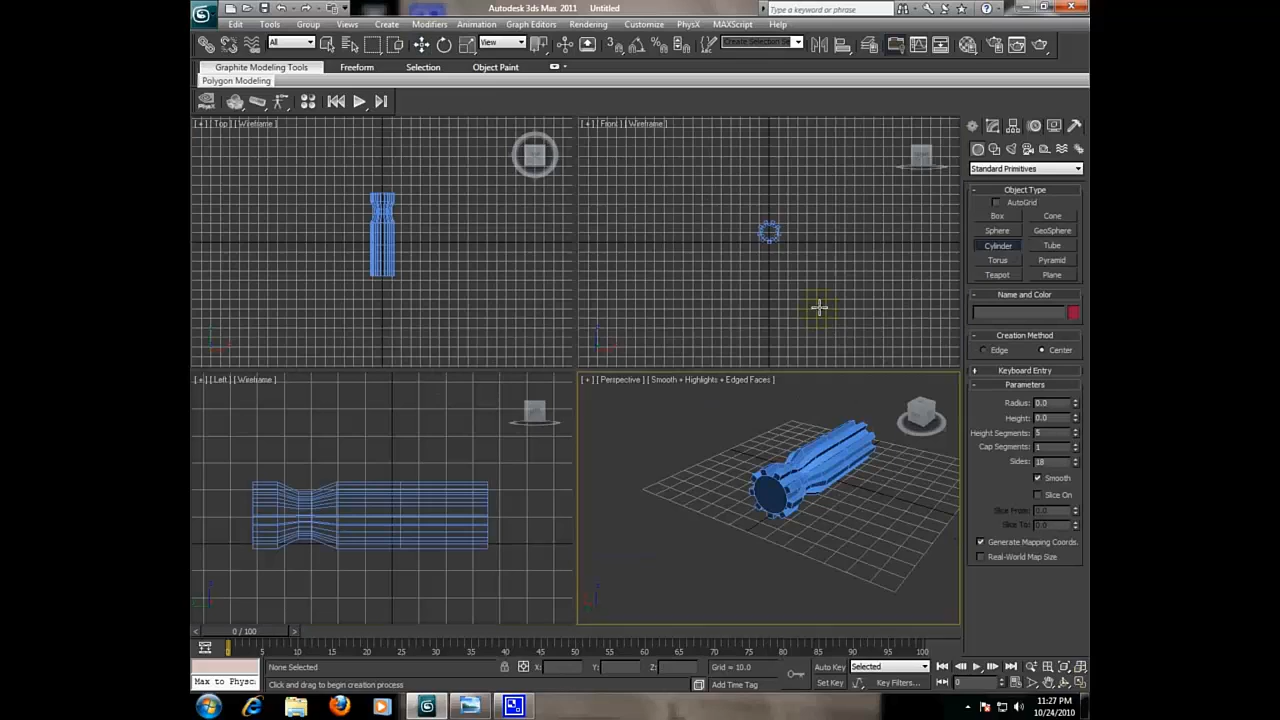 Autodesk 3ds Max 2011    Untitled
Type a keyword or phrase
Edit Tools Group Views Create Modifiers Animation Graph Editors Rendering Customize PhysX MAXScript Help
All View Create Selection Se
Graphite Modeling Tools Freeform Selection Object Paint
Polygon Modeling
[ + ] [ Top ] [ Wireframe ]
[ + ] [ Front ] [ Wireframe ]
Standard Primitives
Object Type
AutoGrid
Box Cone
Sphere GeoSphere
Cylinder Tube
Torus Pyramid
Teapot Plane
Name and Color
Creation Method
Edge Center
Keyboard Entry
Parameters
Radius: 0.0
Height: 0.0
Height Segments: 5
Cap Segments: 1
Sides: 18
Smooth
Slice On
Slice From: 0.0
Slice To: 0.0
Generate Mapping Coords.
Real-World Map Size
[ + ] [ Left ] [ Wireframe ]
[ + ] [ Perspective ] [ Smooth + Highlights + Edged Faces ]
0 / 100
0 5 10 15 20 25 30 35 40 45 50 55 60 65 70 75 80 85 90 95 100
None Selected X: Y: Z: Grid = 10.0 Auto Key Selected
Max to Physc Click and drag to begin creation process Add Time Tag Set Key Key Filters... 0
11:27 PM
10/24/2010